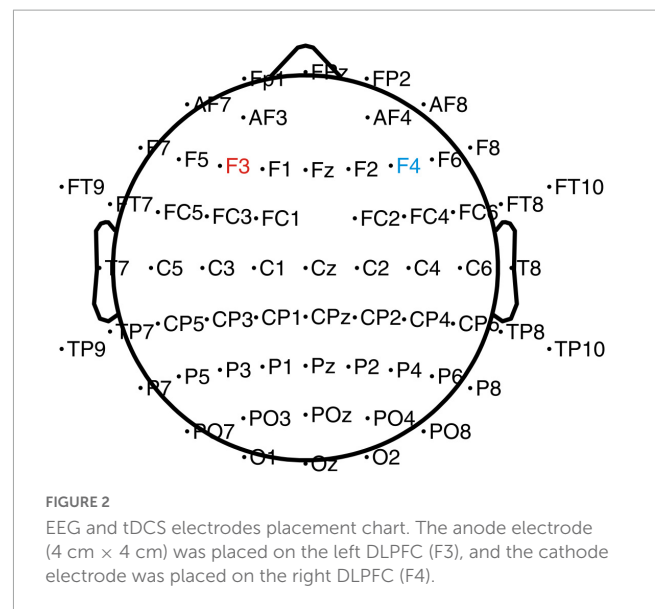 Fp1 FPz FP2
AF7 AF8
AF3 AF4
F7 F8
F5 F3 F1 Fz F2 F4 F6
FT9 FT10
FT7 FC5 FC3 FC1 FC2 FC4 FC6 FT8
T7 C5 C3 C1 Cz C2 C4 C6 T8
TP7 CP5 CP3 CP1 CPz CP2 CP4 CP6 TP8
TP9 TP10
P7 P5 P3 P1 Pz P2 P4 P6 P8
PO3 POz PO4
PO7 PO8
O1 Oz O2
FIGURE 2
EEG and tDCS electrodes placement chart. The anode electrode
(4 cm × 4 cm) was placed on the left DLPFC (F3), and the cathode
electrode was placed on the right DLPFC (F4).